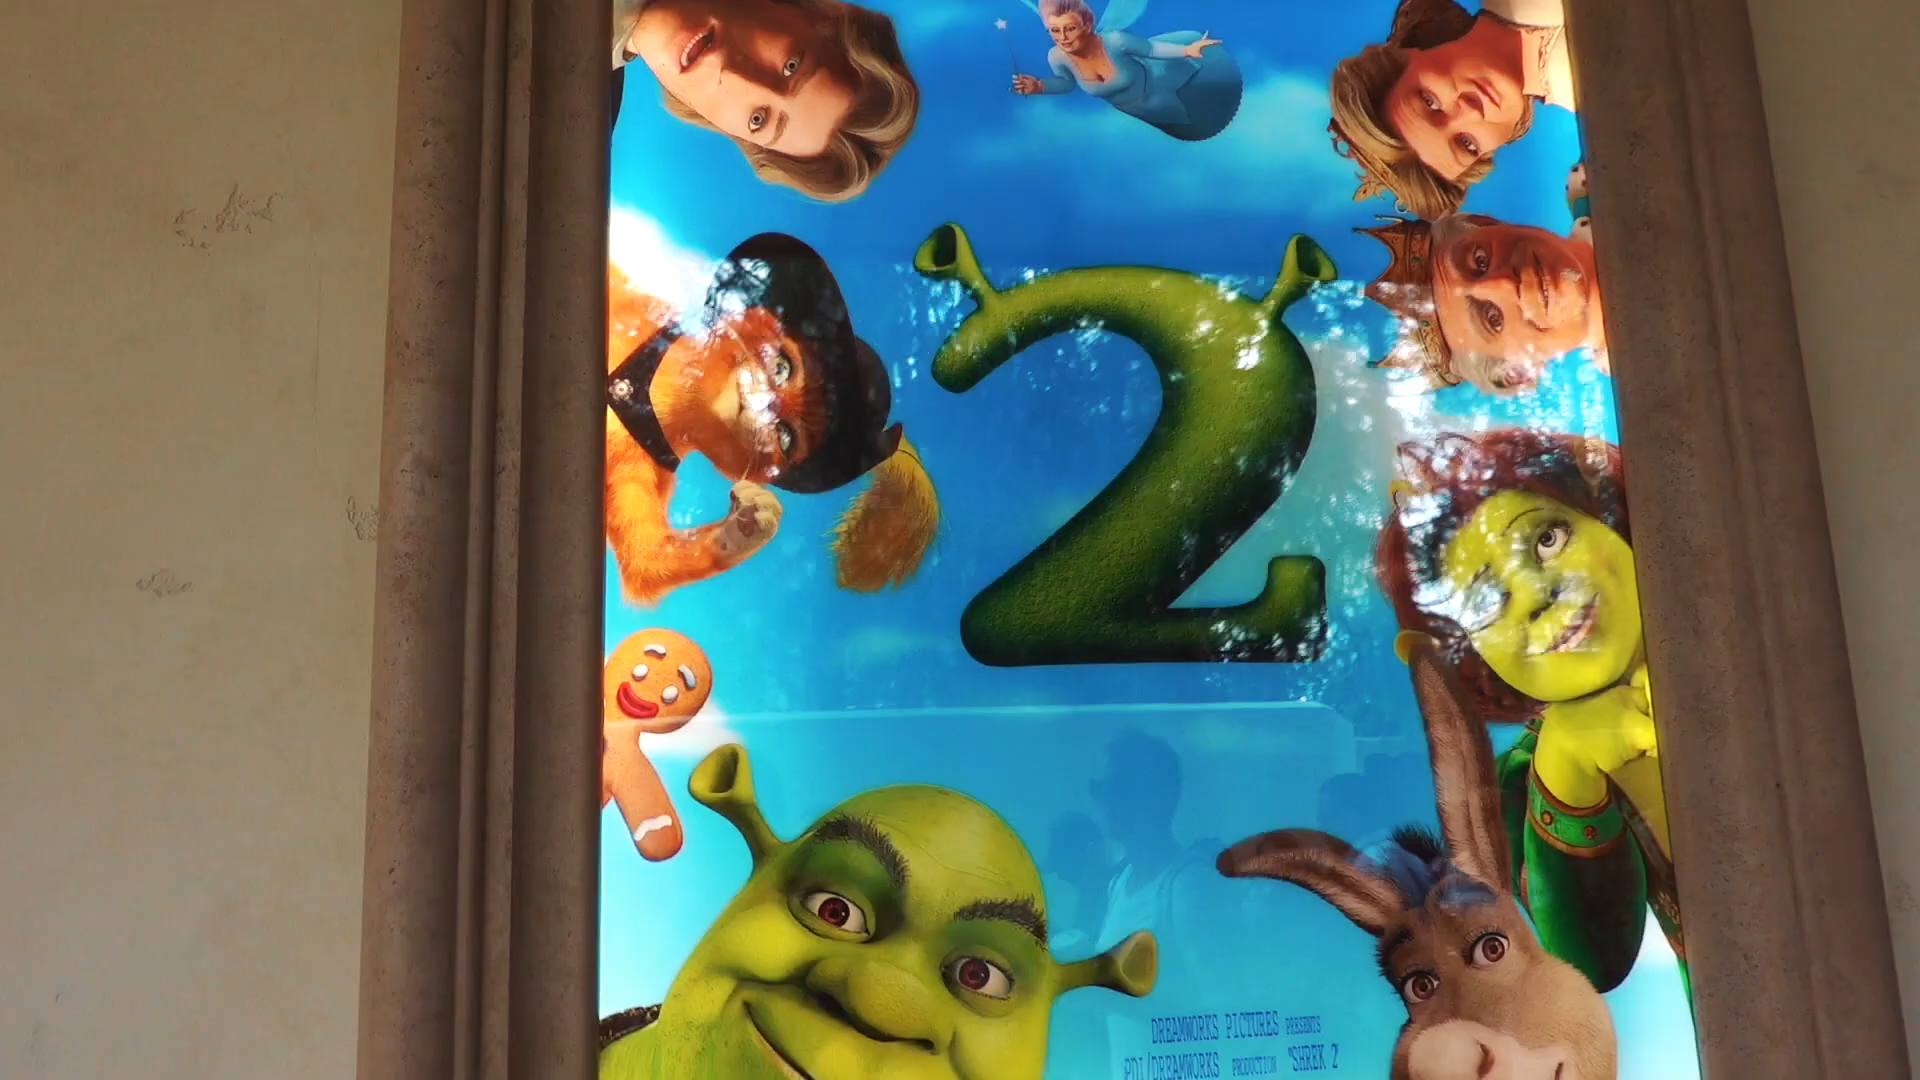 2
DREAMWORKS PICTURES PRESENTS
PDI/DREAMWORKS PRODUCTION "SHREK 2"